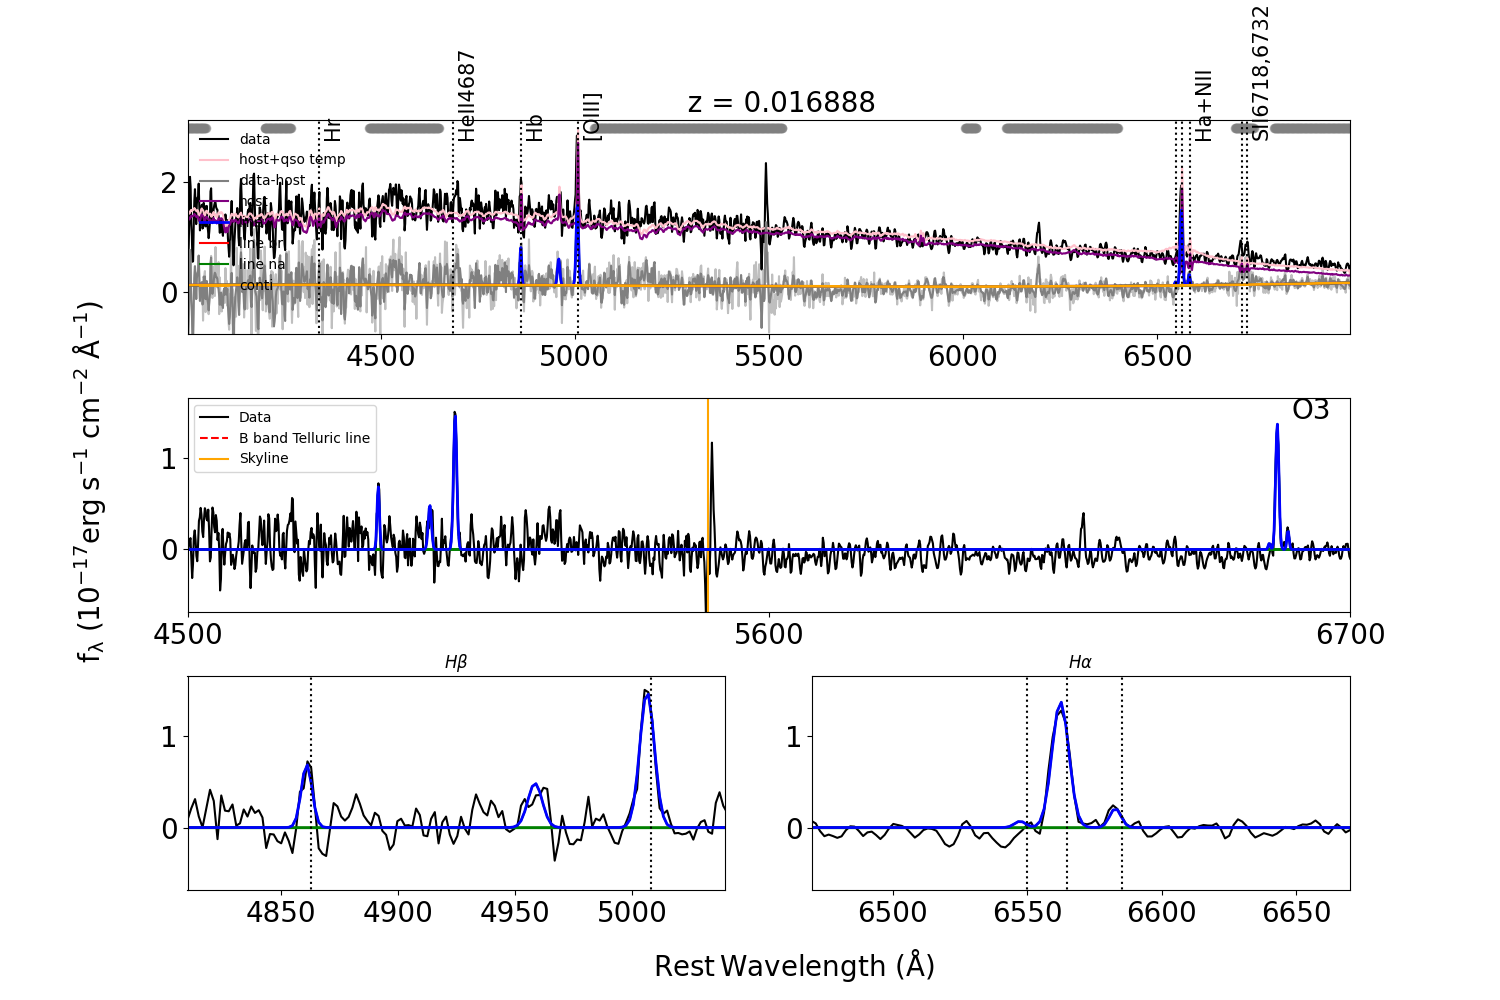 z = 0.016888
Hr
HeII4687
Hb
[OIII]
Ha+NII
SII6718,6732
data
host+qso temp
data-host
host
line br
line na
conti
2
0
4500
5000
5500
6000
6500
O3
Data
B band Telluric line
Skyline
1
0
4500
5600
6700
fλ (10⁻¹⁷erg s⁻¹ cm⁻² Å⁻¹)
Hβ
1
0
4850
4900
4950
5000
Hα
1
0
6500
6550
6600
6650
Rest Wavelength (Å)